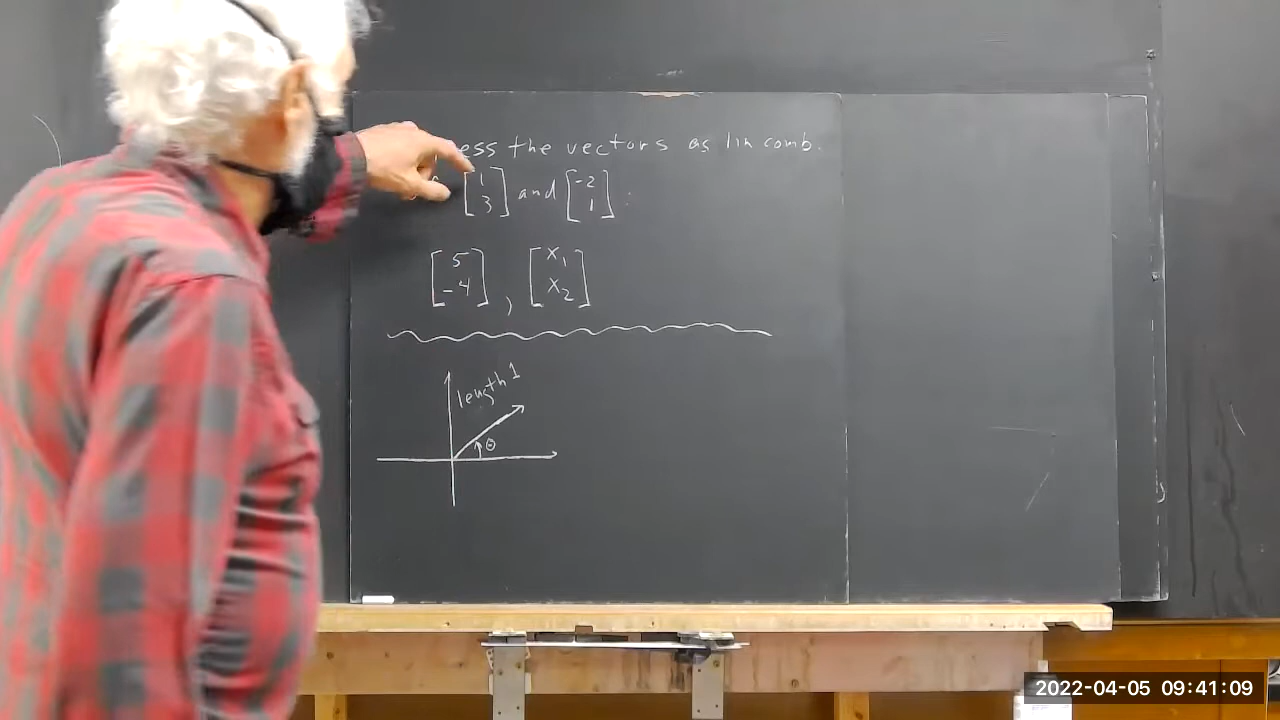 ess the vectors as lin comb.
[1 3] and [-2 1] :
[5 -4] , [x₁ x₂]
length 1
θ
2022-04-05 09:41:09